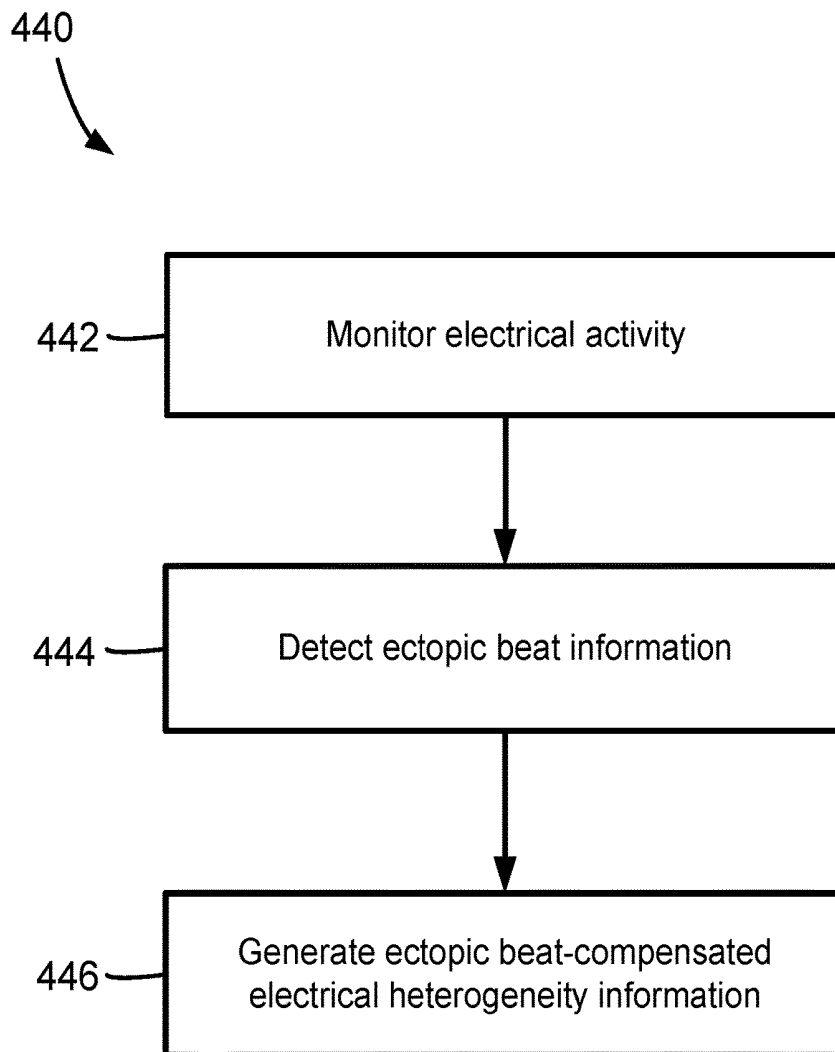 440
442
Monitor electrical activity
444
Detect ectopic beat information
446
Generate ectopic beat-compensated
electrical heterogeneity information